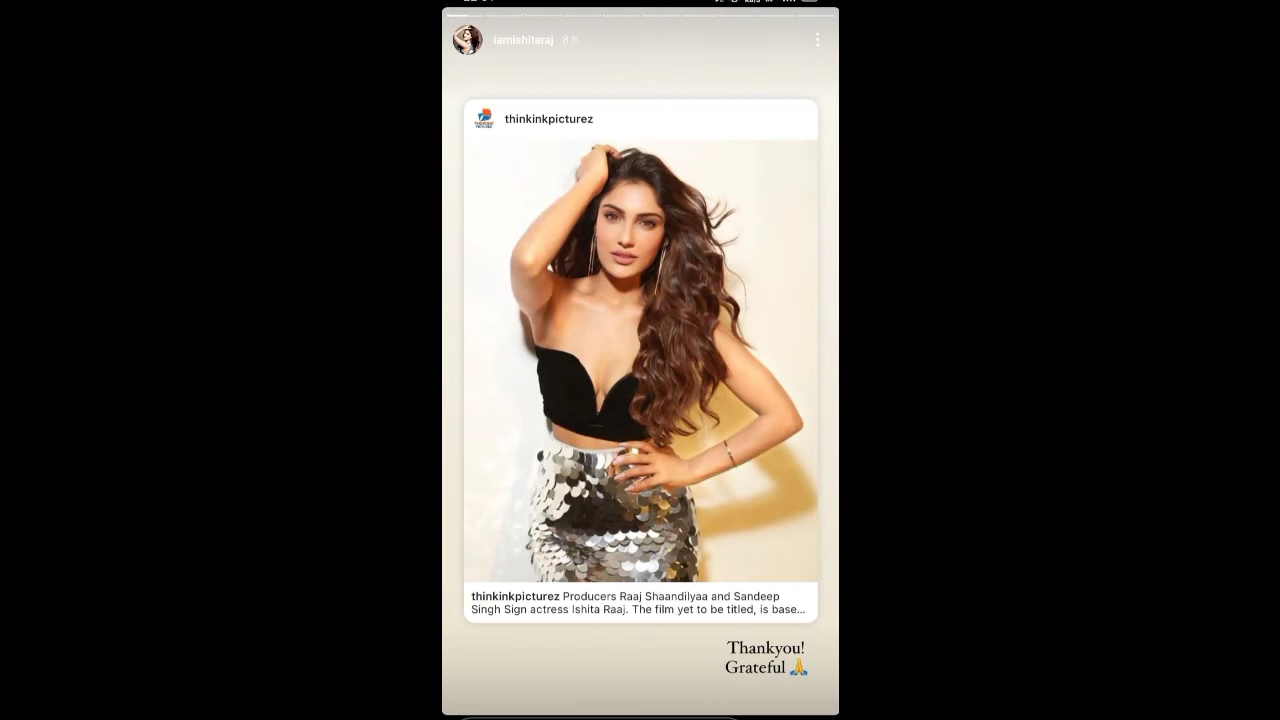 iamishitaraj 8 h
thinkinkpicturez
thinkinkpicturez Producers Raaj Shaandilyaa and Sandeep
Singh Sign actress Ishita Raaj. The film yet to be titled, is base...
Thankyou!
Grateful 🙏